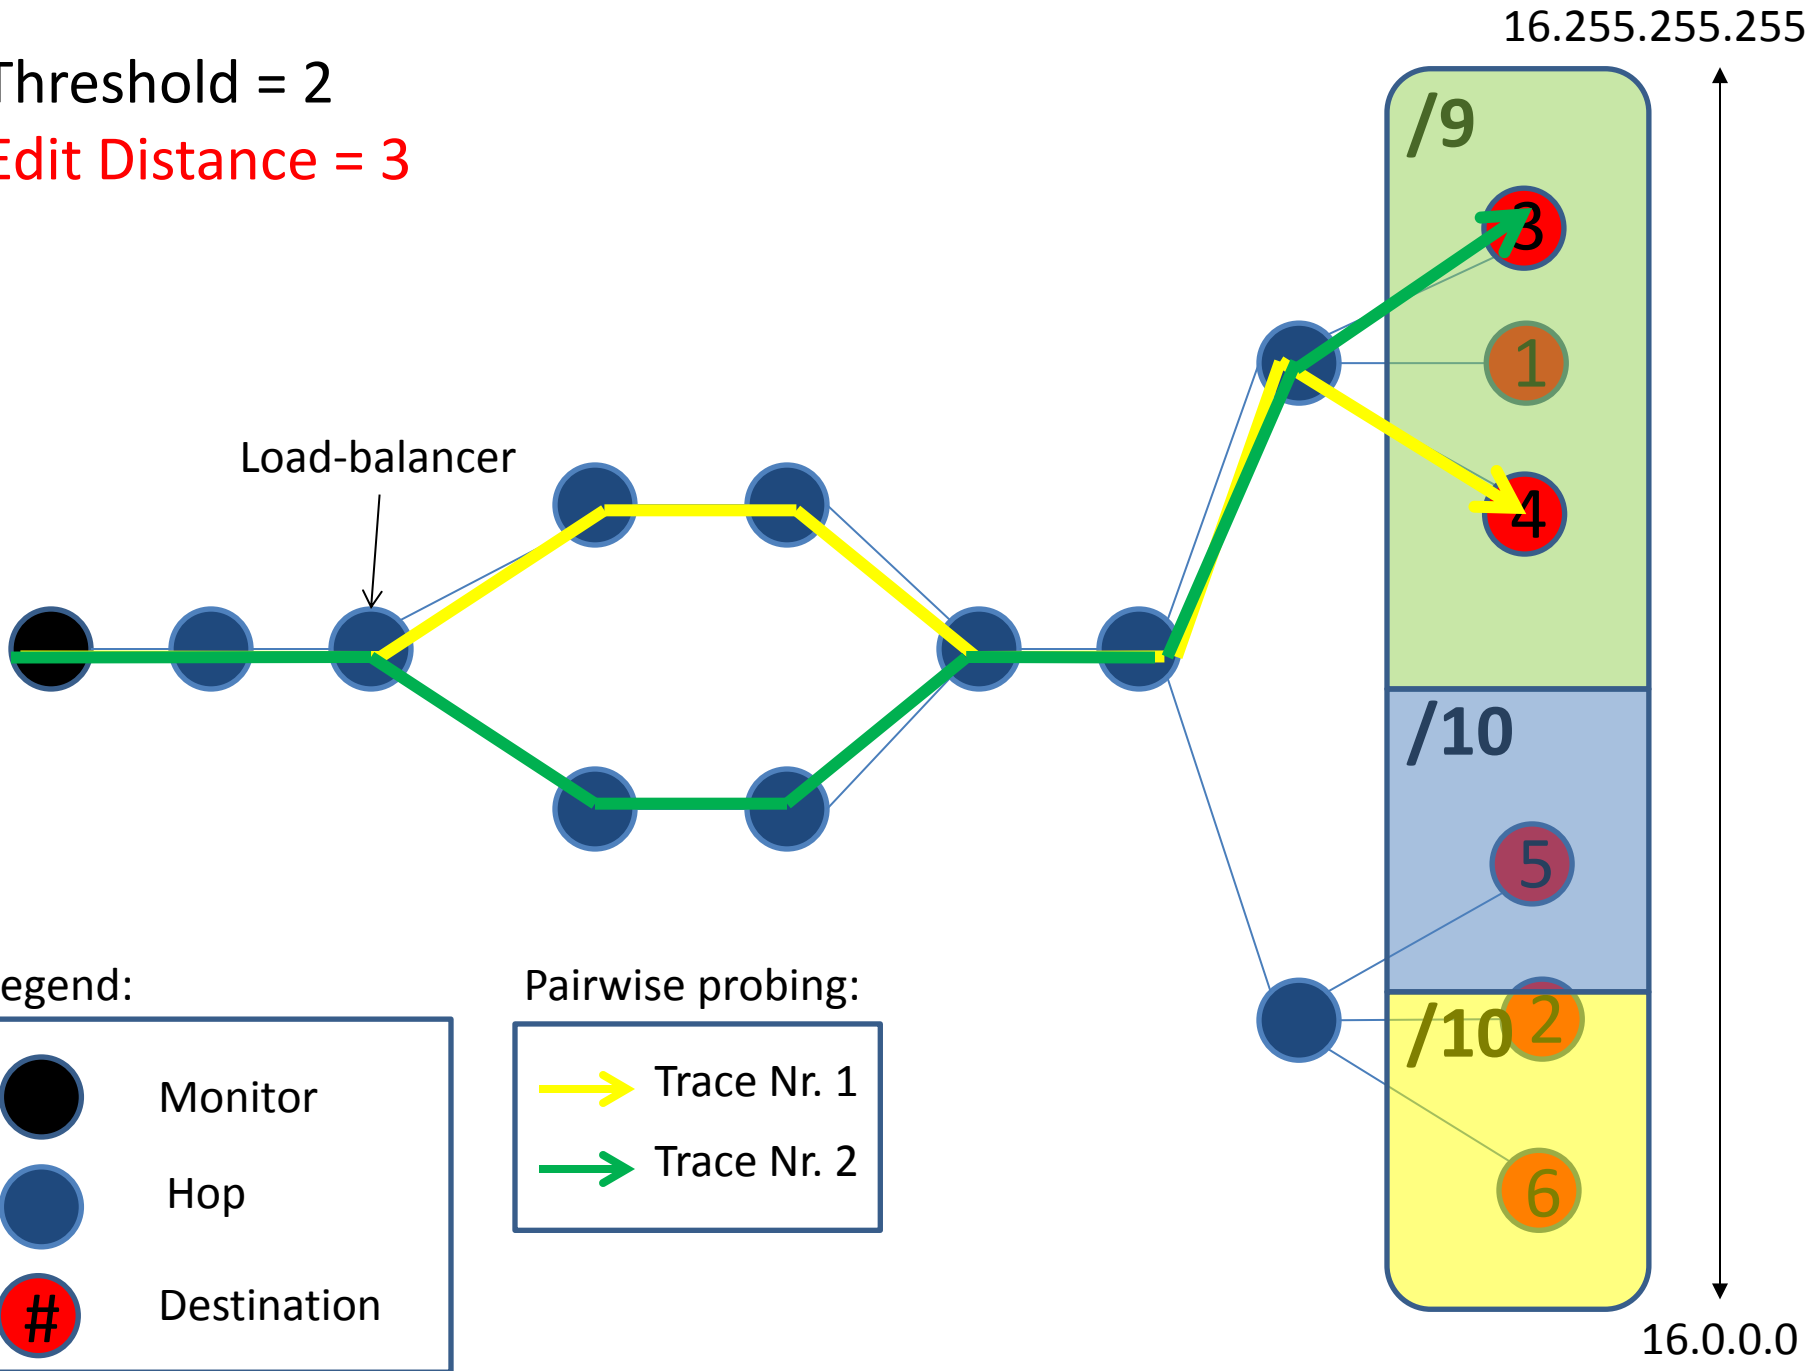 16.255.255.255
Threshold = 2
Edit Distance = 3
/9
3
1
4
Load-balancer
/10
5
/10
2
6
egend:
Monitor
Hop
#
Destination
Pairwise probing:
Trace Nr. 1
Trace Nr. 2
16.0.0.0